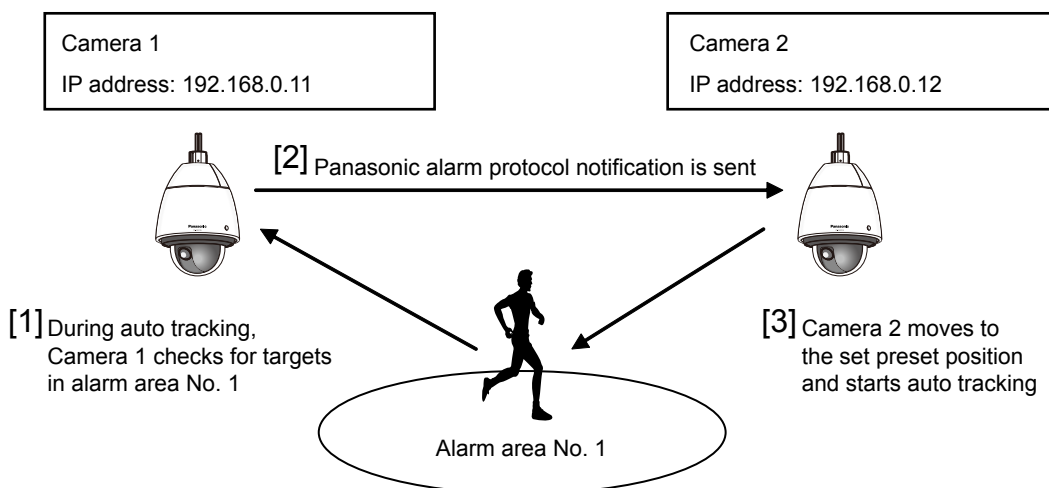 Camera 1
IP address: 192.168.0.11
Camera 2
IP address: 192.168.0.12
[2] Panasonic alarm protocol notification is sent
Panasonic
Panasonic
[1] During auto tracking,
Camera 1 checks for targets
in alarm area No. 1
[3] Camera 2 moves to
the set preset position
and starts auto tracking
Alarm area No. 1